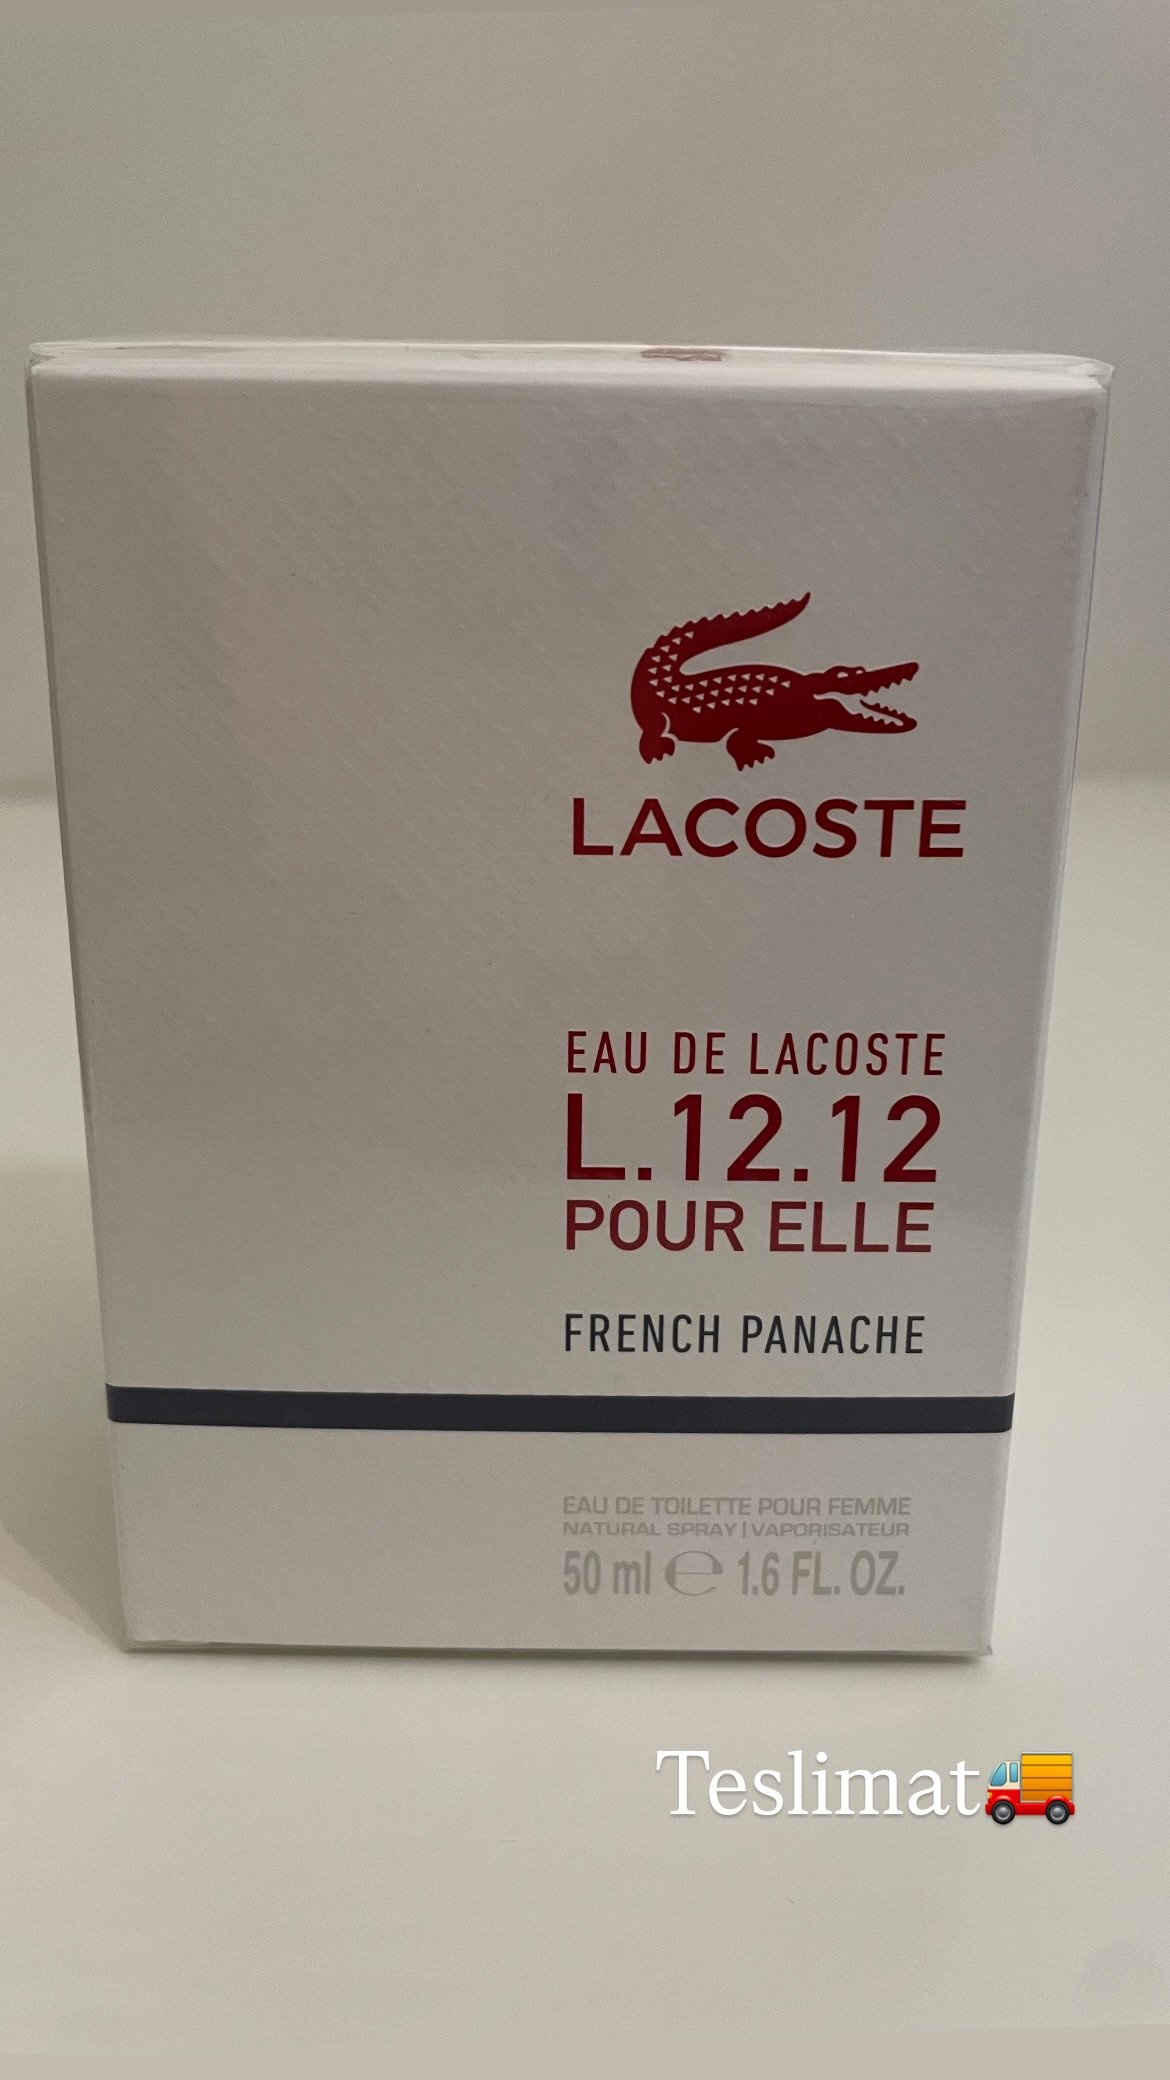 LACOSTE
EAU DE LACOSTE
L.12.12
POUR ELLE
FRENCH PANACHE
EAU DE TOILETTE POUR FEMME
NATURAL SPRAY | VAPORISATEUR
50 ml ℮ 1.6 FL. OZ.
Teslimat🚚